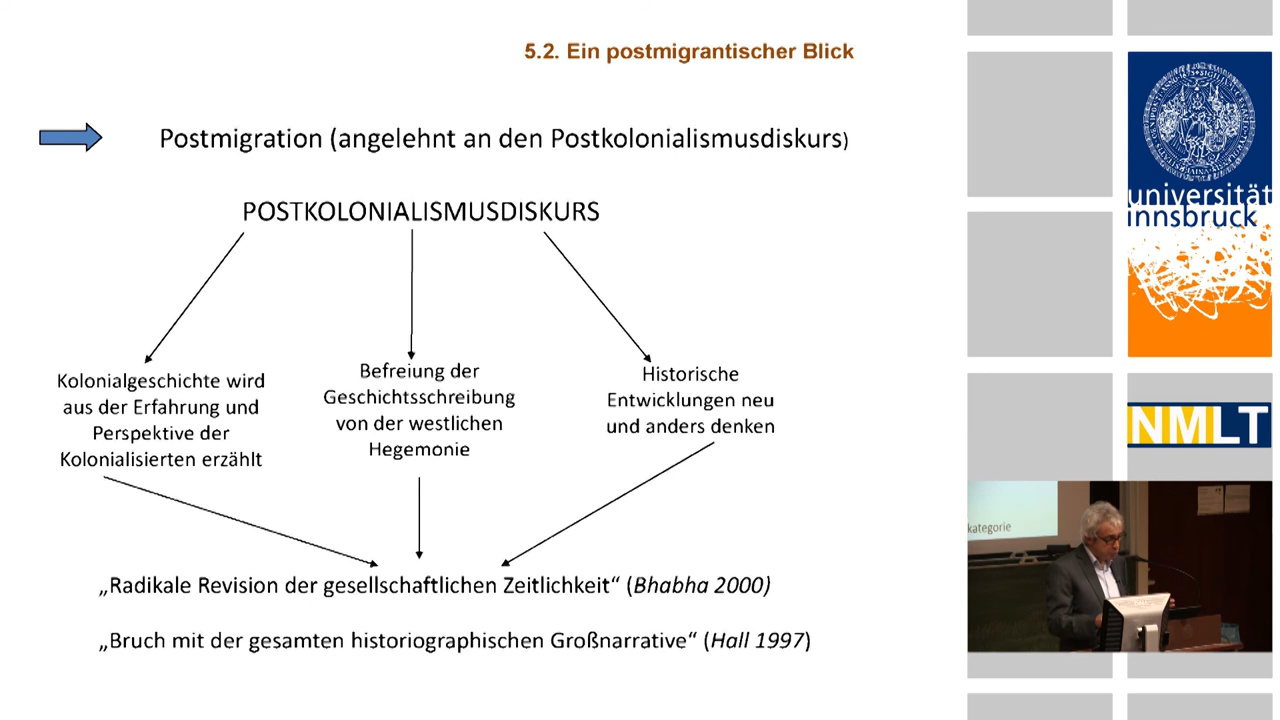 5.2. Ein postmigrantischer Blick
Postmigration (angelehnt an den Postkolonialismusdiskurs)
POSTKOLONIALISMUSDISKURS
Kolonialgeschichte wird
aus der Erfahrung und
Perspektive der
Kolonialisierten erzählt
Befreiung der
Geschichtsschreibung
von der westlichen
Hegemonie
Historische
Entwicklungen neu
und anders denken
„Radikale Revision der gesellschaftlichen Zeitlichkeit“ (Bhabha 2000)
„Bruch mit der gesamten historiographischen Großnarrative“ (Hall 1997)
universität
innsbruck
NMLT
kategorie